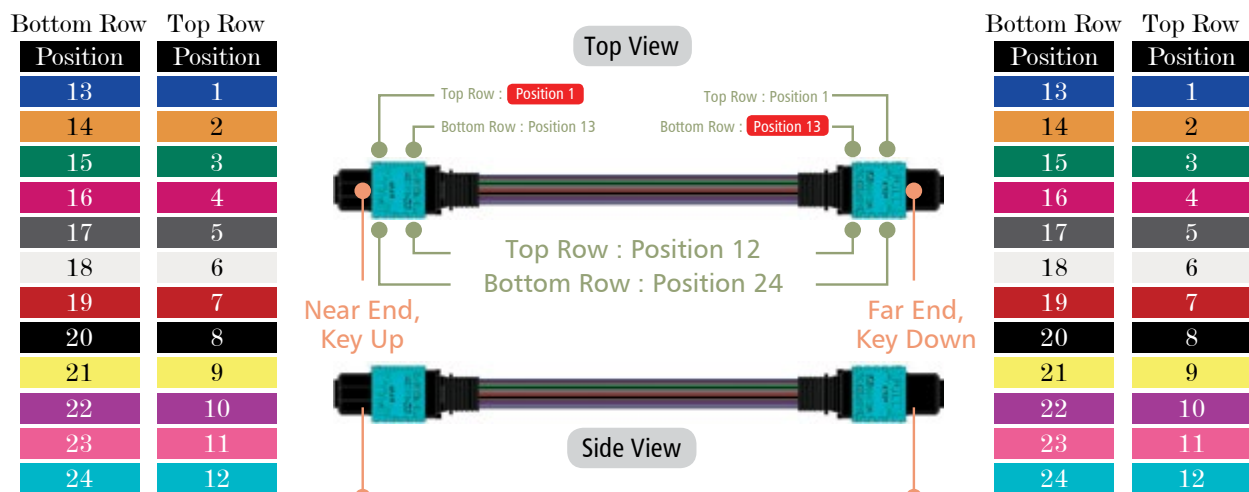 Bottom Row Top Row
Position Position
13 1
14 2
15 3
16 4
17 5
18 6
19 7
20 8
21 9
22 10
23 11
24 12
Top View
Top Row : Position 1
Bottom Row : Position 13
Top Row : Position 1
Bottom Row : Position 13
Top Row : Position 12
Bottom Row : Position 24
Near End,
Key Up
Far End,
Key Down
Side View
Bottom Row Top Row
Position Position
13 1
14 2
15 3
16 4
17 5
18 6
19 7
20 8
21 9
22 10
23 11
24 12